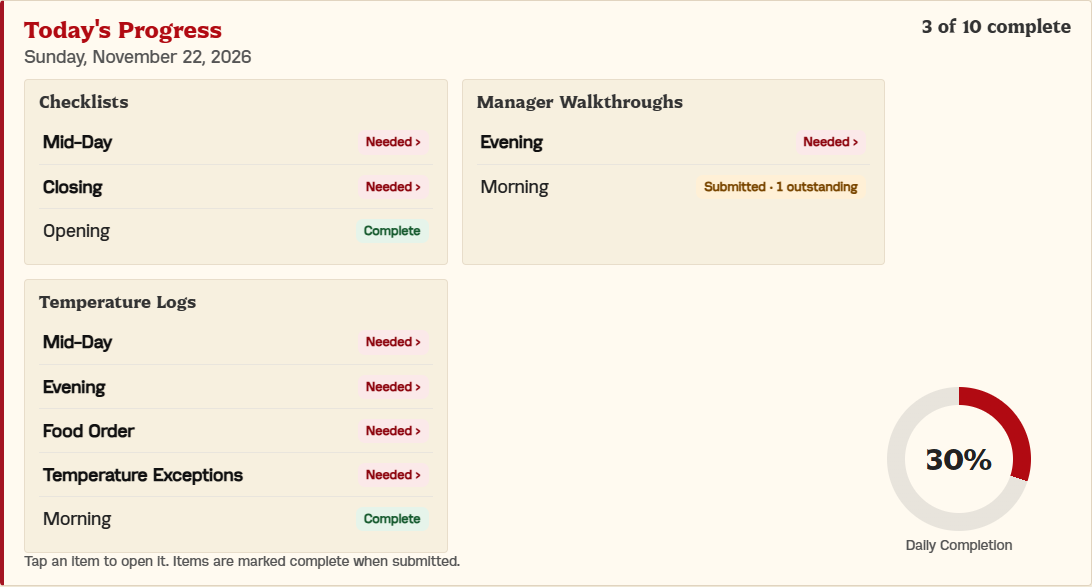 Today's Progress
3 of 10 complete
Sunday, November 22, 2026
Checklists
Mid-Day Needed ›
Closing Needed ›
Opening Complete
Manager Walkthroughs
Evening Needed ›
Morning Submitted · 1 outstanding
Temperature Logs
Mid-Day Needed ›
Evening Needed ›
Food Order Needed ›
Temperature Exceptions Needed ›
Morning Complete
30%
Daily Completion
Tap an item to open it. Items are marked complete when submitted.